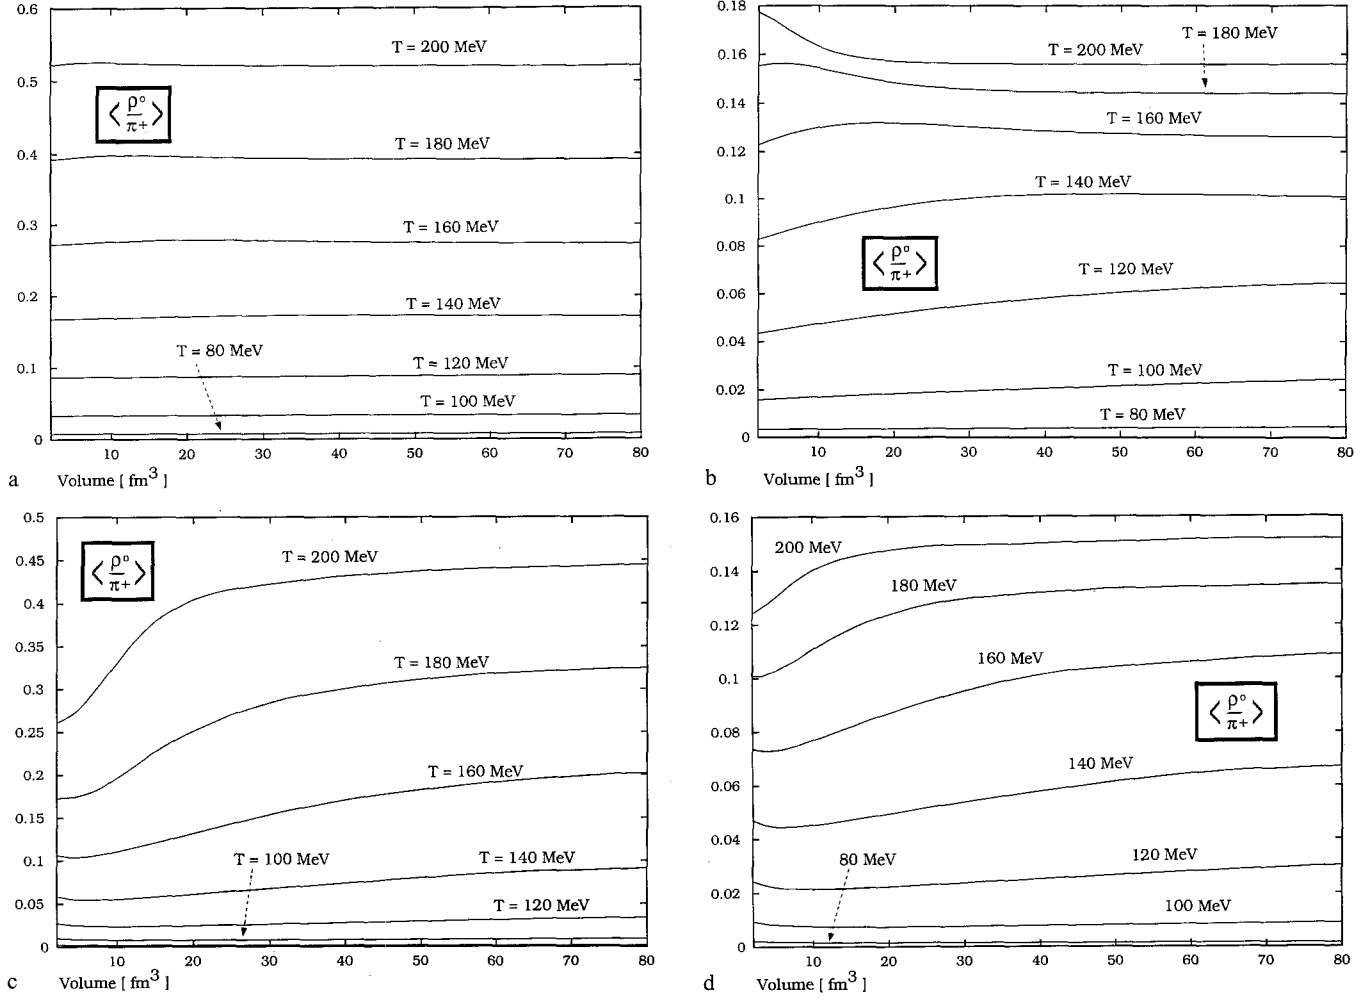 0.6
0.5
0.4
0.3
0.2
0.1
0
T = 200 MeV
⟨ρ°/π+⟩
T = 180 MeV
T = 160 MeV
T = 140 MeV
T = 80 MeV
T = 120 MeV
T = 100 MeV
10 20 30 40 50 60 70 80
a Volume [ fm³ ]
0.18
0.16
0.14
0.12
0.1
0.08
0.06
0.04
0.02
0
T = 180 MeV
T = 200 MeV
T = 160 MeV
T = 140 MeV
⟨ρ°/π+⟩
T = 120 MeV
T = 100 MeV
T = 80 MeV
10 20 30 40 50 60 70 80
b Volume [ fm³ ]
0.5
0.45
0.4
0.35
0.3
0.25
0.2
0.15
0.1
0.05
0
⟨ρ°/π+⟩
T = 200 MeV
T = 180 MeV
T = 160 MeV
T = 100 MeV
T = 140 MeV
T = 120 MeV
10 20 30 40 50 60 70 80
c Volume [ fm³ ]
0.16
0.14
0.12
0.1
0.08
0.06
0.04
0.02
0
200 MeV
180 MeV
160 MeV
⟨ρ°/π+⟩
140 MeV
80 MeV
120 MeV
100 MeV
10 20 30 40 50 60 70 80
d Volume [ fm³ ]